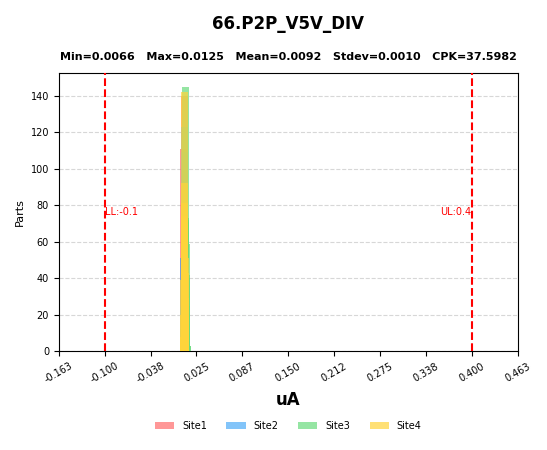 66.P2P_V5V_DIV
Min=0.0066 Max=0.0125 Mean=0.0092 Stdev=0.0010 CPK=37.5982
140
120
100
80
60
40
20
0
Parts
LL:-0.1
UL:0.4
-0.163 -0.100 -0.038 0.025 0.087 0.150 0.212 0.275 0.338 0.400 0.463
uA
Site1 Site2 Site3 Site4